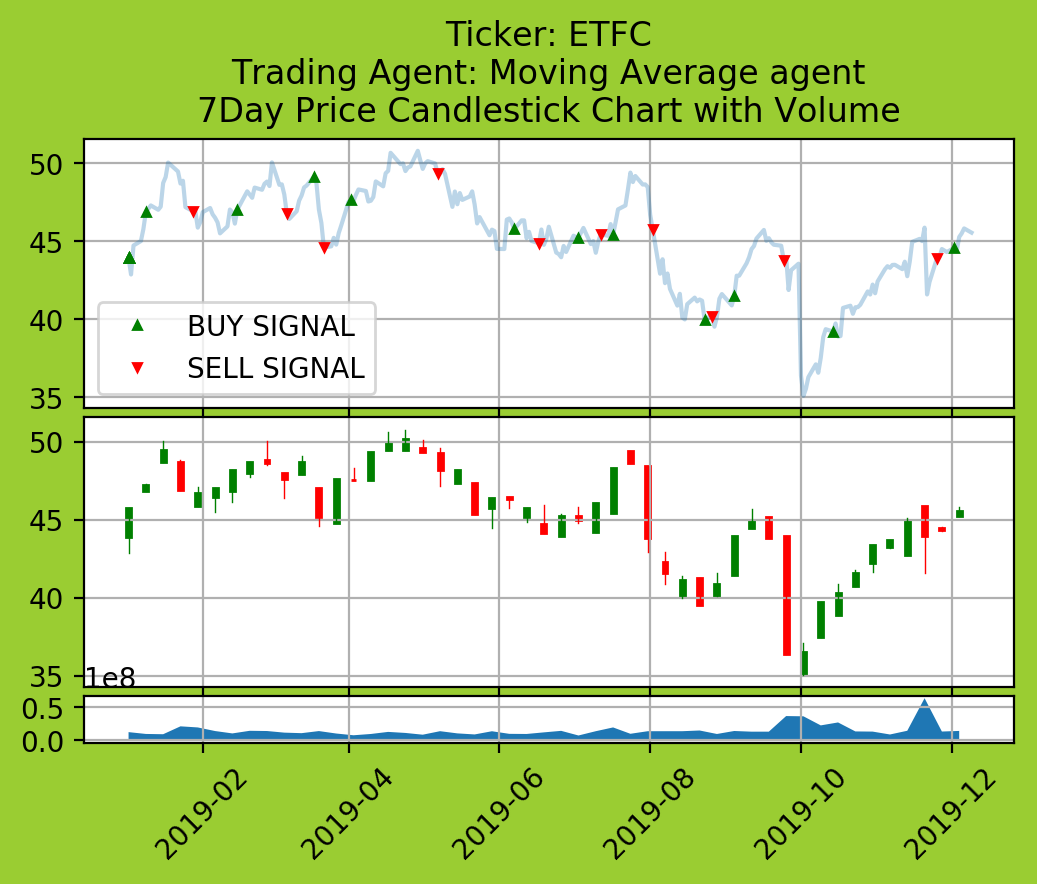 Ticker: ETFC
Trading Agent: Moving Average agent
7Day Price Candlestick Chart with Volume
50
45
40
35
BUY SIGNAL
SELL SIGNAL
50
45
40
35
1e8
0.5
0.0
2019-02
2019-04
2019-06
2019-08
2019-10
2019-12